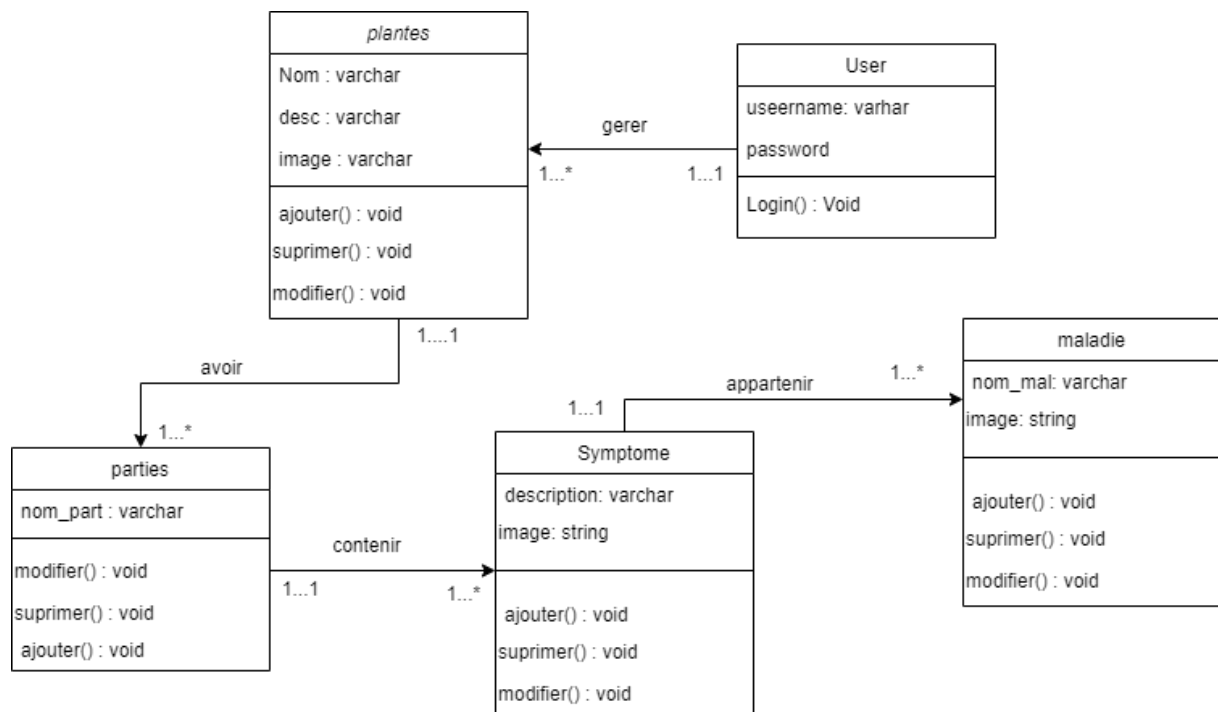 plantes
Nom : varchar
desc : varchar
image : varchar
ajouter() : void
suprimer() : void
modifier() : void
User
useername: varhar
password
Login() : Void
gerer
1...*
1...1
1....1
avoir
1...*
parties
nom_part : varchar
modifier() : void
suprimer() : void
ajouter() : void
contenir
1...1
1...*
Symptome
description: varchar
image: string
ajouter() : void
suprimer() : void
modifier() : void
1...1
appartenir
1...*
maladie
nom_mal: varchar
image: string
ajouter() : void
suprimer() : void
modifier() : void